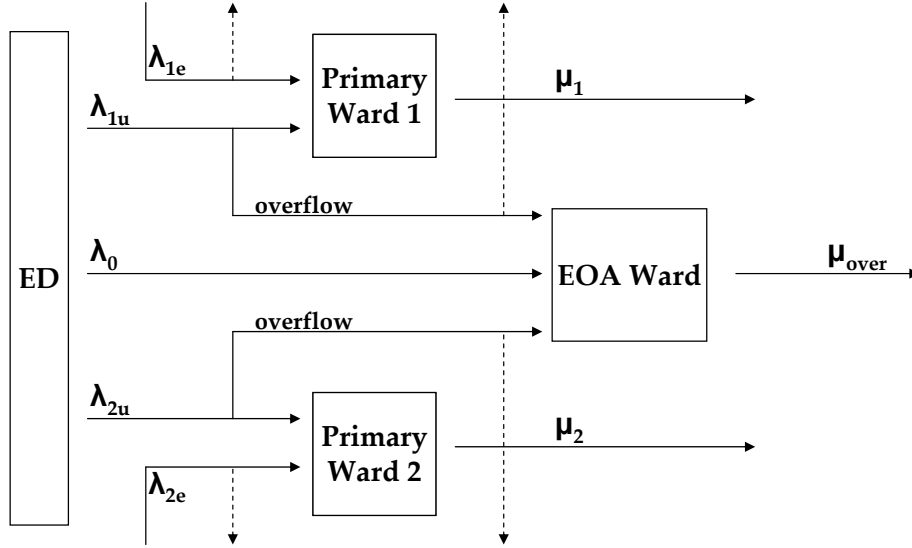 λ1e
Primary
Ward 1
μ1
λ1u
overflow
ED
λ0
EOA Ward
μover
overflow
λ2u
Primary
Ward 2
μ2
λ2e